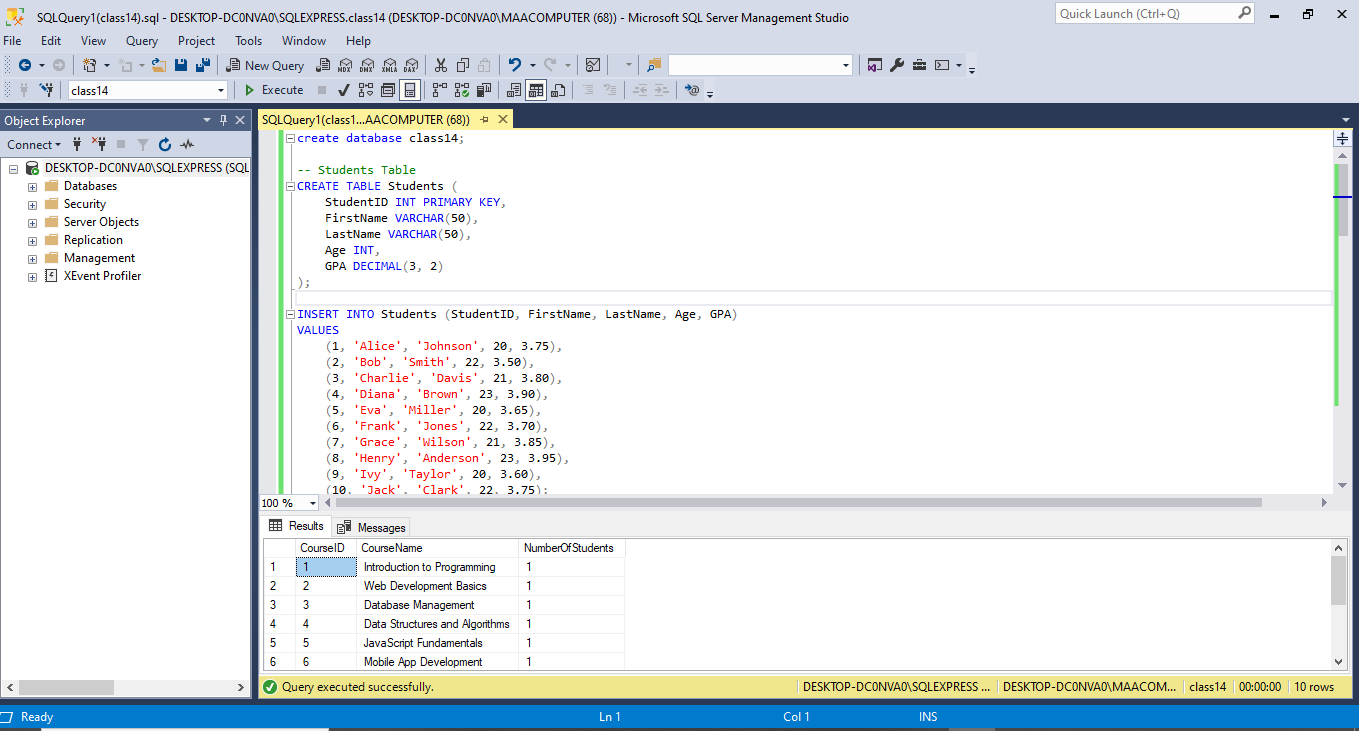 SQLQuery1(class14).sql - DESKTOP-DC0NVA0\SQLEXPRESS.class14 (DESKTOP-DC0NVA0\MAACOMPUTER (68)) - Microsoft SQL Server Management Studio
Quick Launch (Ctrl+Q)
File Edit View Query Project Tools Window Help
New Query MDX DMX XMLA DAX
class14 Execute
Object Explorer
SQLQuery1(class1...AACOMPUTER (68))
Connect
DESKTOP-DC0NVA0\SQLEXPRESS (SQL
Databases
Security
Server Objects
Replication
Management
XEvent Profiler
create database class14;
-- Students Table
CREATE TABLE Students (
StudentID INT PRIMARY KEY,
FirstName VARCHAR(50),
LastName VARCHAR(50),
Age INT,
GPA DECIMAL(3, 2)
);
INSERT INTO Students (StudentID, FirstName, LastName, Age, GPA)
VALUES
(1, 'Alice', 'Johnson', 20, 3.75),
(2, 'Bob', 'Smith', 22, 3.50),
(3, 'Charlie', 'Davis', 21, 3.80),
(4, 'Diana', 'Brown', 23, 3.90),
(5, 'Eva', 'Miller', 20, 3.65),
(6, 'Frank', 'Jones', 22, 3.70),
(7, 'Grace', 'Wilson', 21, 3.85),
(8, 'Henry', 'Anderson', 23, 3.95),
(9, 'Ivy', 'Taylor', 20, 3.60),
(10, 'Jack', 'Clark', 22, 3.75);
100 %
Results Messages
CourseID CourseName NumberOfStudents
1 1 Introduction to Programming 1
2 2 Web Development Basics 1
3 3 Database Management 1
4 4 Data Structures and Algorithms 1
5 5 JavaScript Fundamentals 1
6 6 Mobile App Development 1
Query executed successfully. DESKTOP-DC0NVA0\SQLEXPRESS ... DESKTOP-DC0NVA0\MAACOM... class14 00:00:00 10 rows
Ready Ln 1 Col 1 INS